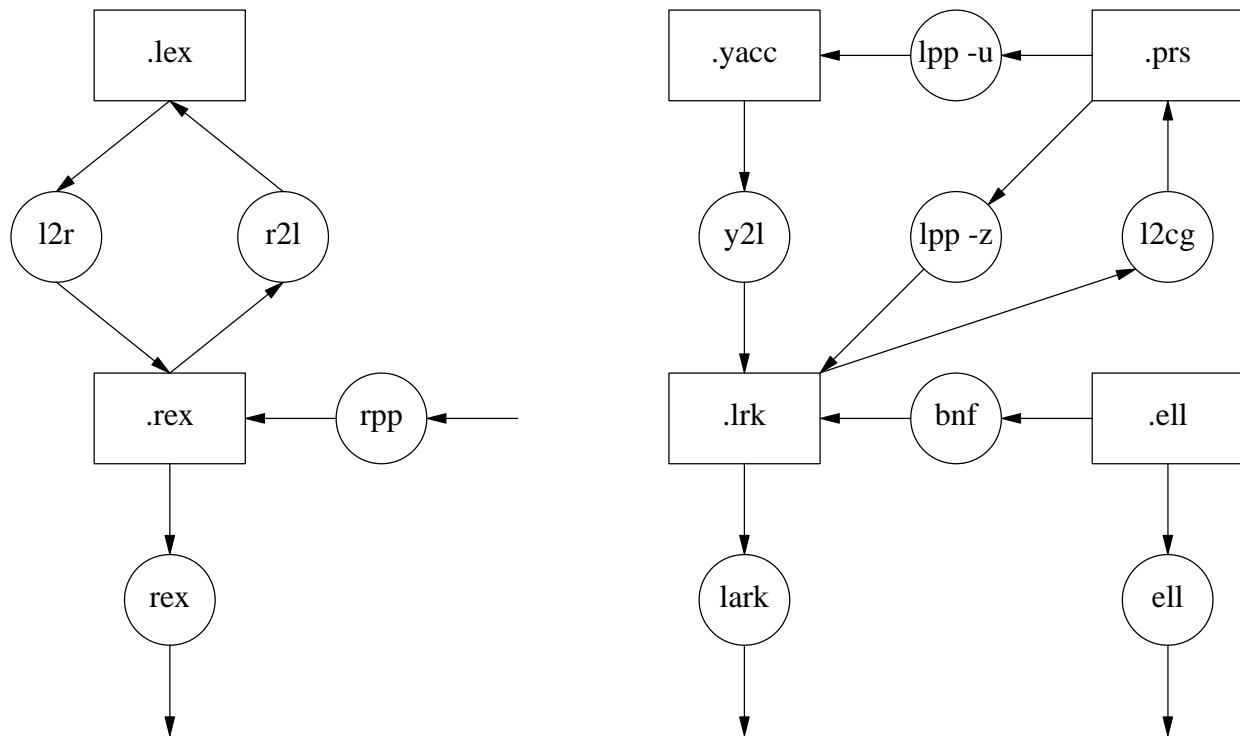 .lex
.yacc
lpp -u
.prs
l2r
r2l
y2l
lpp -z
l2cg
.rex
rpp
.lrk
bnf
.ell
rex
lark
ell